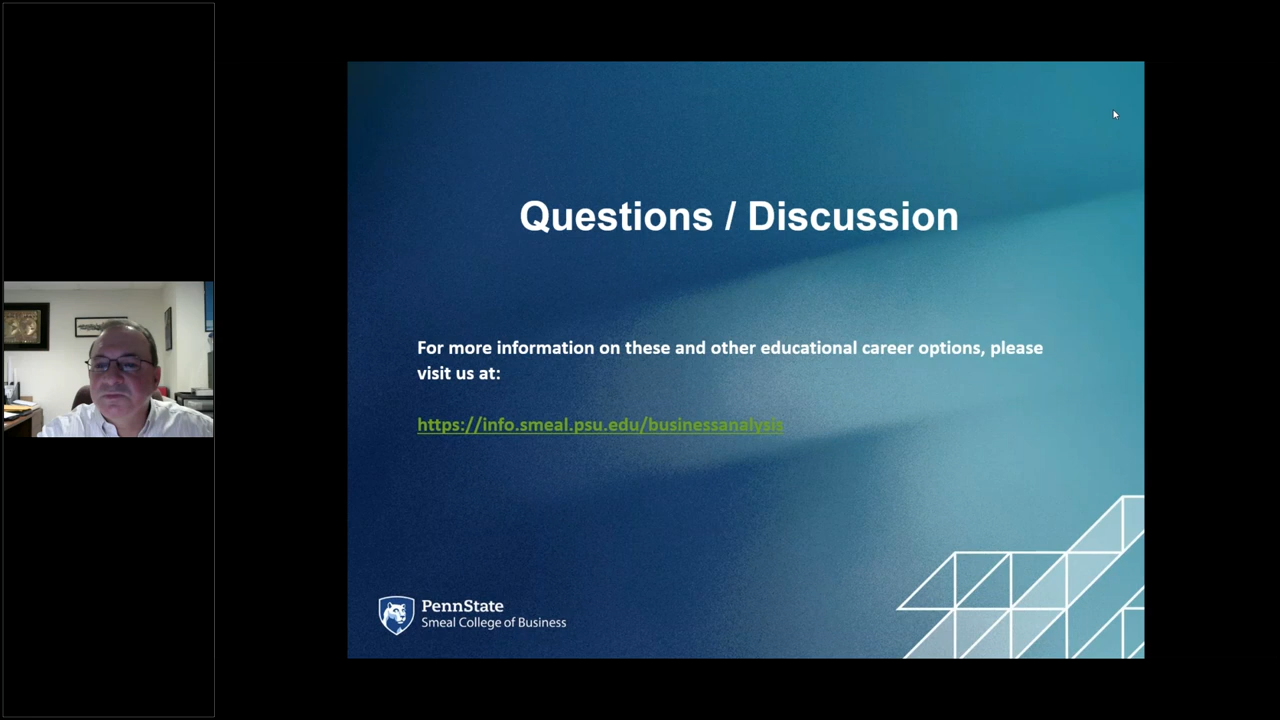 Questions / Discussion
For more information on these and other educational career options, please
visit us at:
https://info.smeal.psu.edu/businessanalysis
PennState
Smeal College of Business